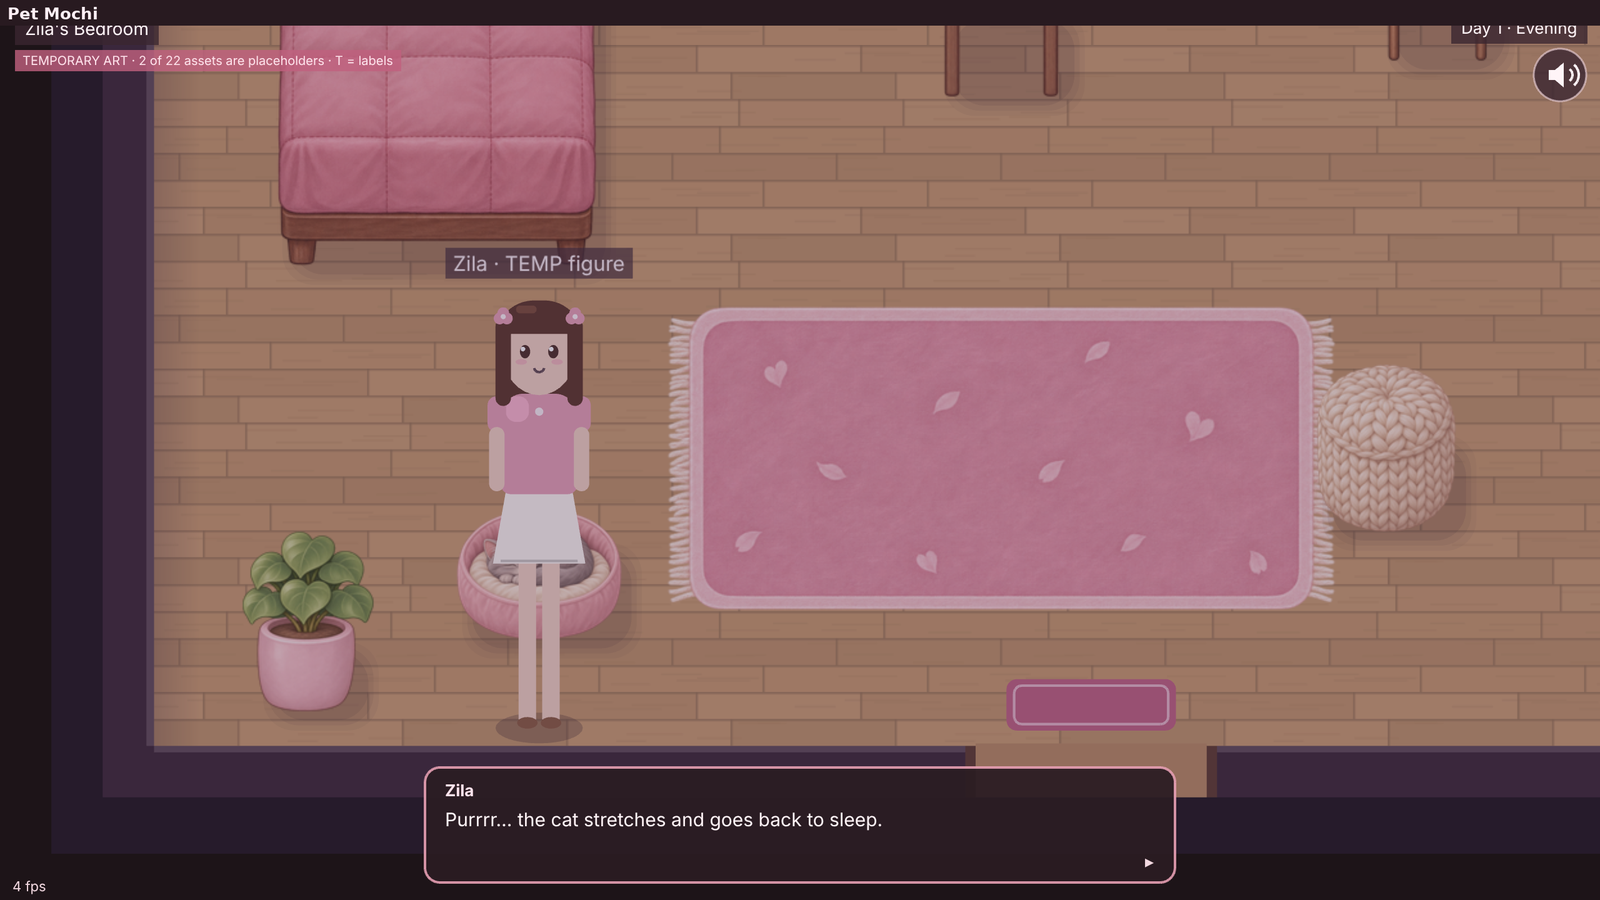 Pet Mochi
Zila's Bedroom
Day 1 · Evening
TEMPORARY ART · 2 of 22 assets are placeholders · T = labels
Zila · TEMP figure
Zila
Purrrr... the cat stretches and goes back to sleep.
4 fps